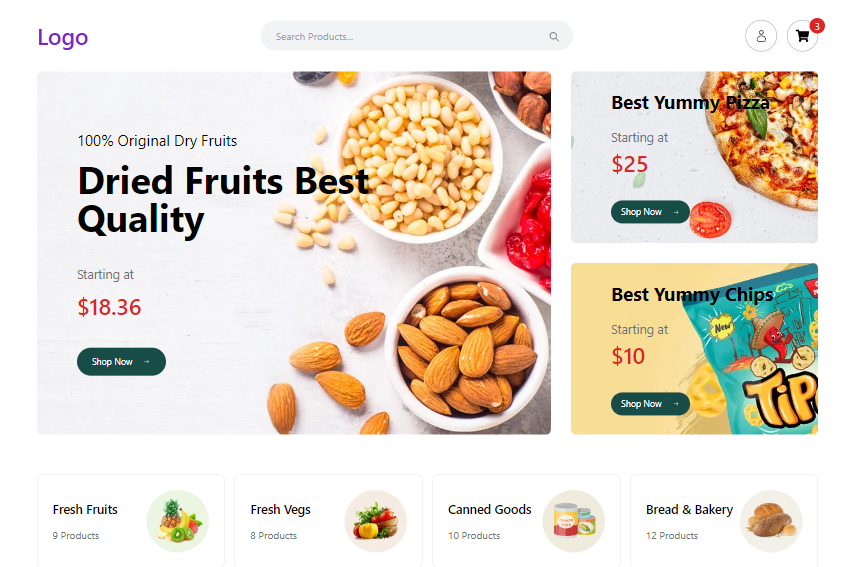 Logo
Search Products...
3
100% Original Dry Fruits
Dried Fruits Best
Quality
Starting at
$18.36
Shop Now →
Best Yummy Pizza
Starting at
$25
Shop Now →
Best Yummy Chips
Starting at
$10
Shop Now →
New
Fresh Fruits
9 Products
Fresh Vegs
8 Products
Canned Goods
10 Products
Bread & Bakery
12 Products